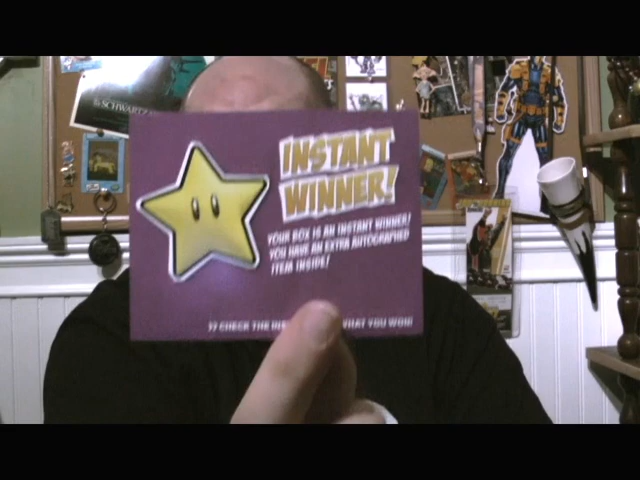 SCHWARTZ
INSTANT
WINNER!
YOUR BOX IS AN INSTANT WINNER!
YOU HAVE AN EXTRA AUTOGRAPHED
ITEM INSIDE!
CHECK THE WHAT YOU WON!